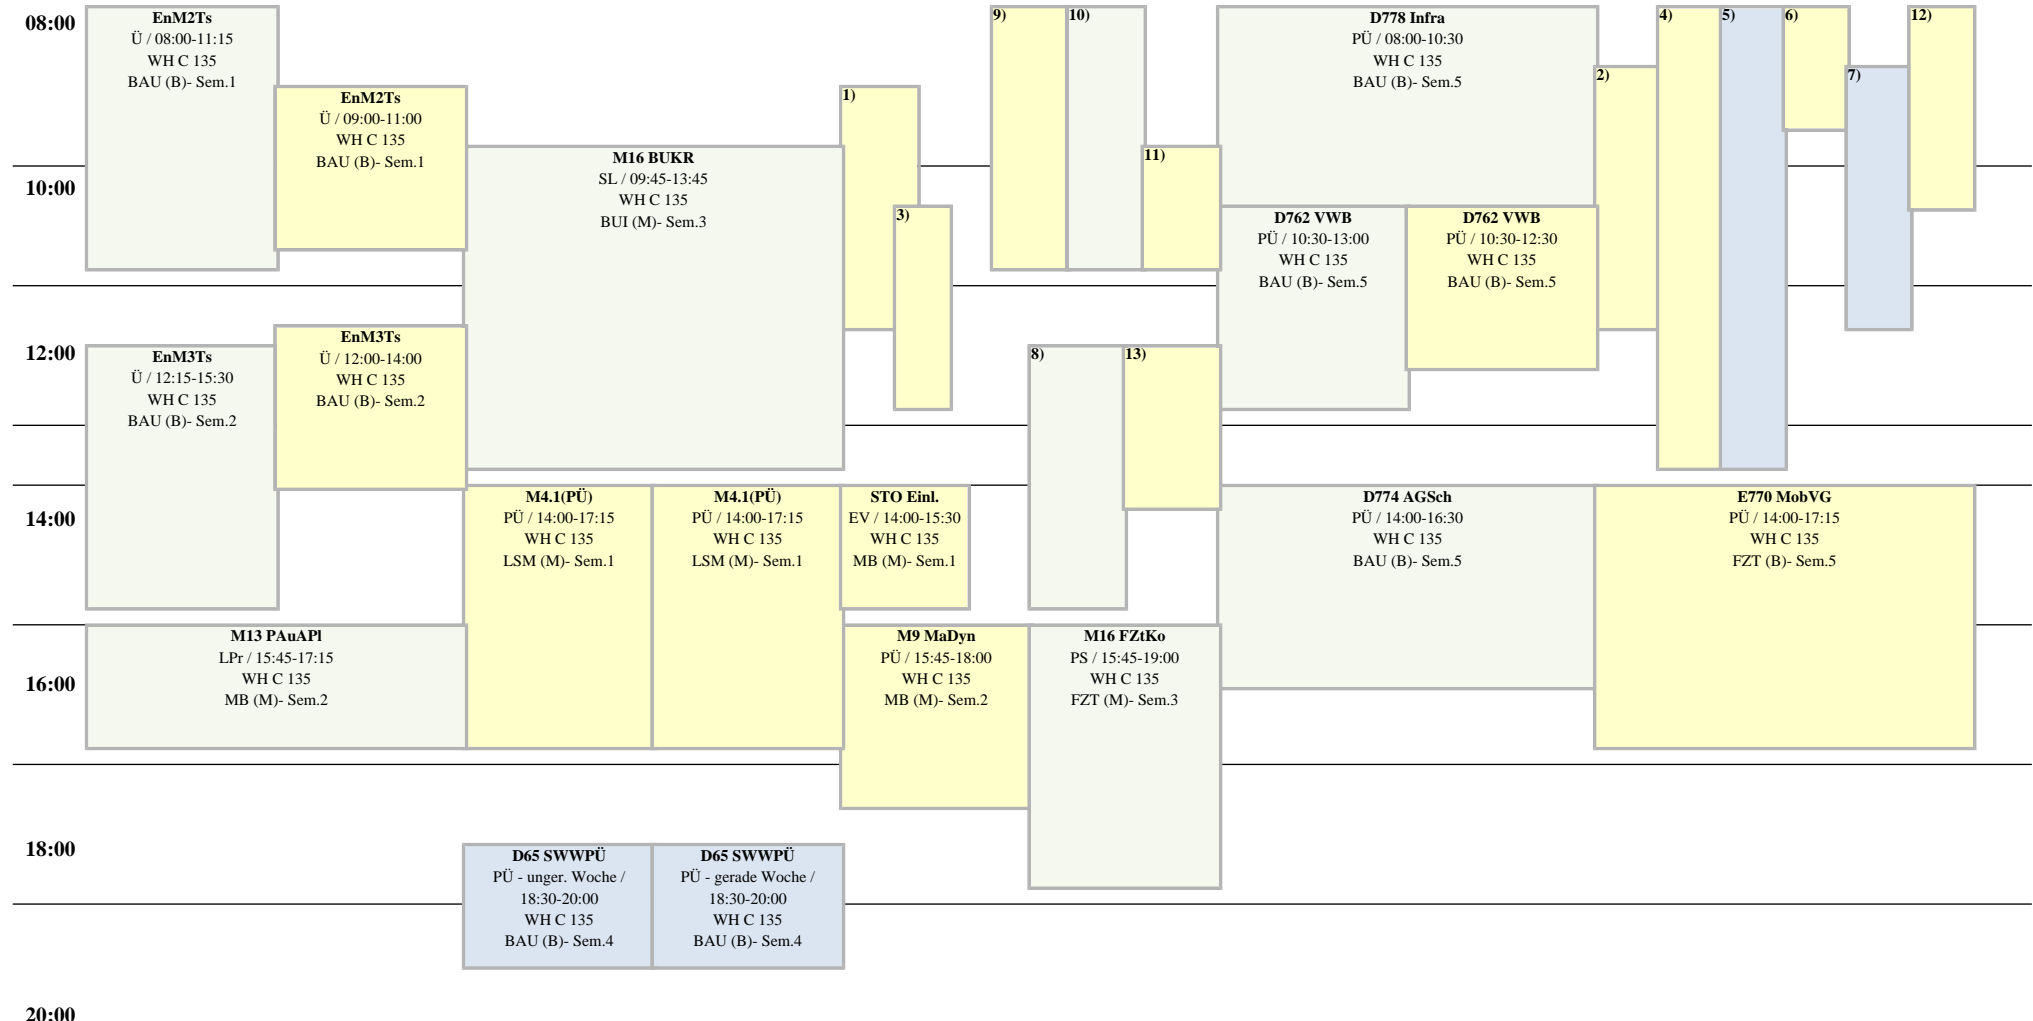 08:00
10:00
12:00
14:00
16:00
18:00
20:00
EnM2Ts
Ü / 08:00-11:15
WH C 135
BAU (B)- Sem.1
EnM2Ts
Ü / 09:00-11:00
WH C 135
BAU (B)- Sem.1
M16 BUKR
SL / 09:45-13:45
WH C 135
BUI (M)- Sem.3
1)
3)
9)
10)
11)
D778 Infra
PÜ / 08:00-10:30
WH C 135
BAU (B)- Sem.5
2)
4)
5)
6)
7)
12)
D762 VWB
PÜ / 10:30-13:00
WH C 135
BAU (B)- Sem.5
D762 VWB
PÜ / 10:30-12:30
WH C 135
BAU (B)- Sem.5
EnM3Ts
Ü / 12:15-15:30
WH C 135
BAU (B)- Sem.2
EnM3Ts
Ü / 12:00-14:00
WH C 135
BAU (B)- Sem.2
8)
13)
M4.1(PÜ)
PÜ / 14:00-17:15
WH C 135
LSM (M)- Sem.1
M4.1(PÜ)
PÜ / 14:00-17:15
WH C 135
LSM (M)- Sem.1
STO Einl.
EV / 14:00-15:30
WH C 135
MB (M)- Sem.1
D774 AGSch
PÜ / 14:00-16:30
WH C 135
BAU (B)- Sem.5
E770 MobVG
PÜ / 14:00-17:15
WH C 135
FZT (B)- Sem.5
M13 PAuAPl
LPr / 15:45-17:15
WH C 135
MB (M)- Sem.2
M9 MaDyn
PÜ / 15:45-18:00
WH C 135
MB (M)- Sem.2
M16 FZtKo
PS / 15:45-19:00
WH C 135
FZT (M)- Sem.3
D65 SWWPÜ
PÜ - unger. Woche /
18:30-20:00
WH C 135
BAU (B)- Sem.4
D65 SWWPÜ
PÜ - gerade Woche /
18:30-20:00
WH C 135
BAU (B)- Sem.4